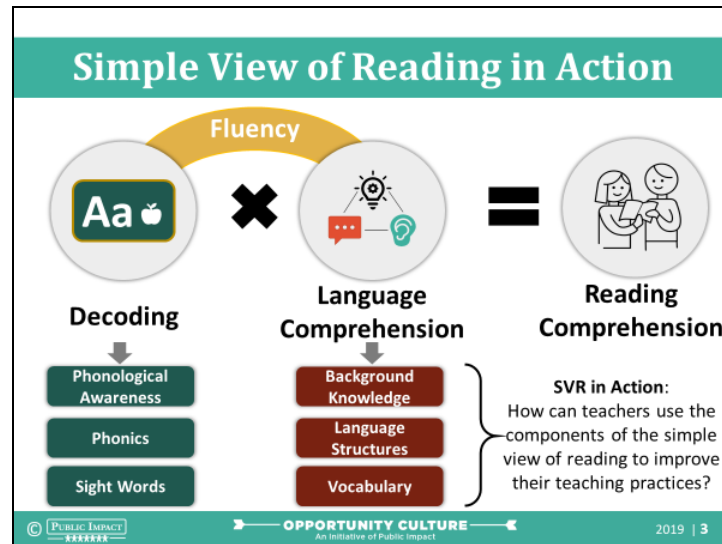 Simple View of Reading in Action
Fluency
Aa
Decoding
Language
Comprehension
Reading
Comprehension
Phonological
Awareness
Phonics
Sight Words
Background
Knowledge
Language
Structures
Vocabulary
SVR in Action:
How can teachers use the
components of the simple
view of reading to improve
their teaching practices?
© PUBLIC IMPACT
OPPORTUNITY CULTURE
An Initiative of Public Impact
2019 | 3